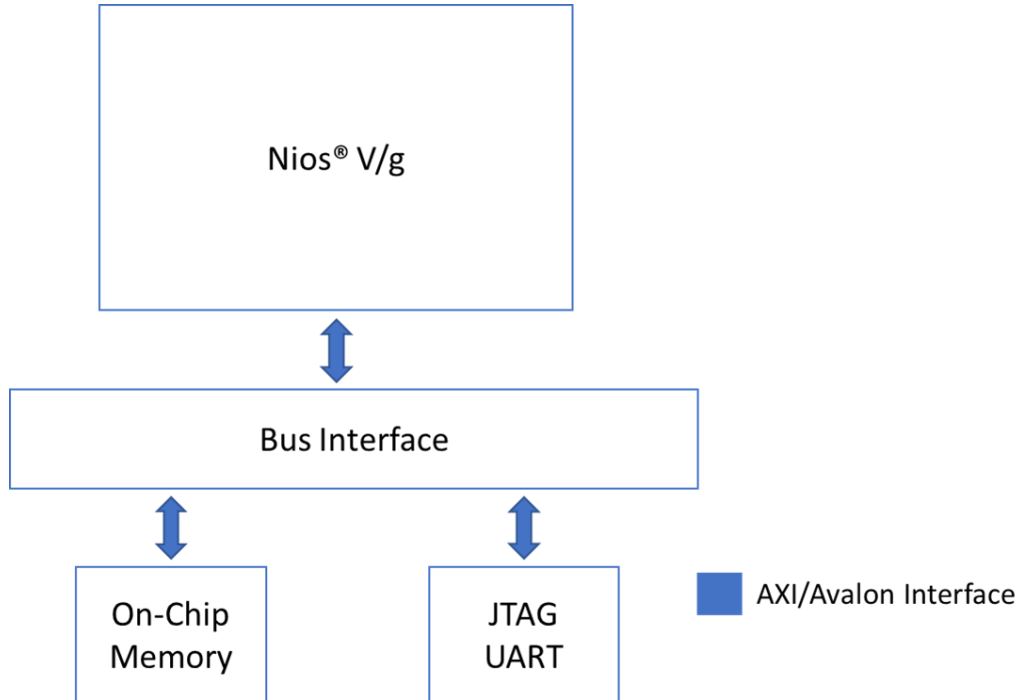 Nios® V/g
Bus Interface
On-Chip
Memory
JTAG
UART
AXI/Avalon Interface